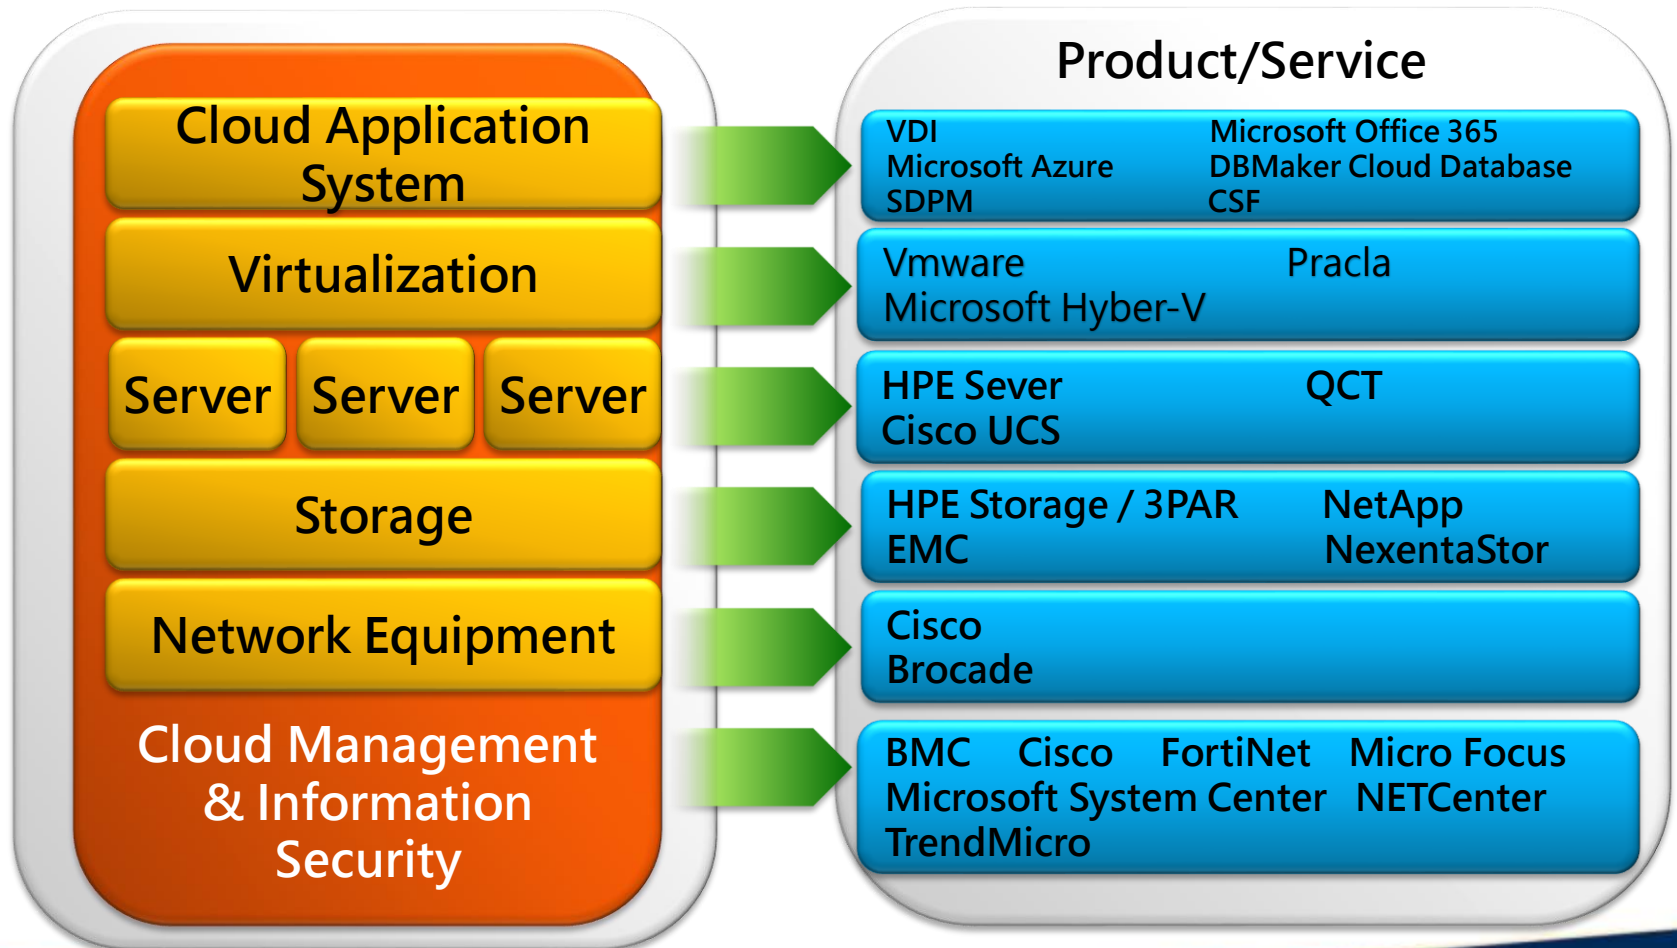 Product/Service
Cloud Application
System
VDI Microsoft Office 365
Microsoft Azure DBMaker Cloud Database
SDPM CSF
Virtualization
Vmware Pracla
Microsoft Hyber-V
Server Server Server
HPE Sever QCT
Cisco UCS
Storage
HPE Storage / 3PAR NetApp
EMC NexentaStor
Network Equipment
Cisco
Brocade
Cloud Management
& Information
Security
BMC Cisco FortiNet Micro Focus
Microsoft System Center NETCenter
TrendMicro